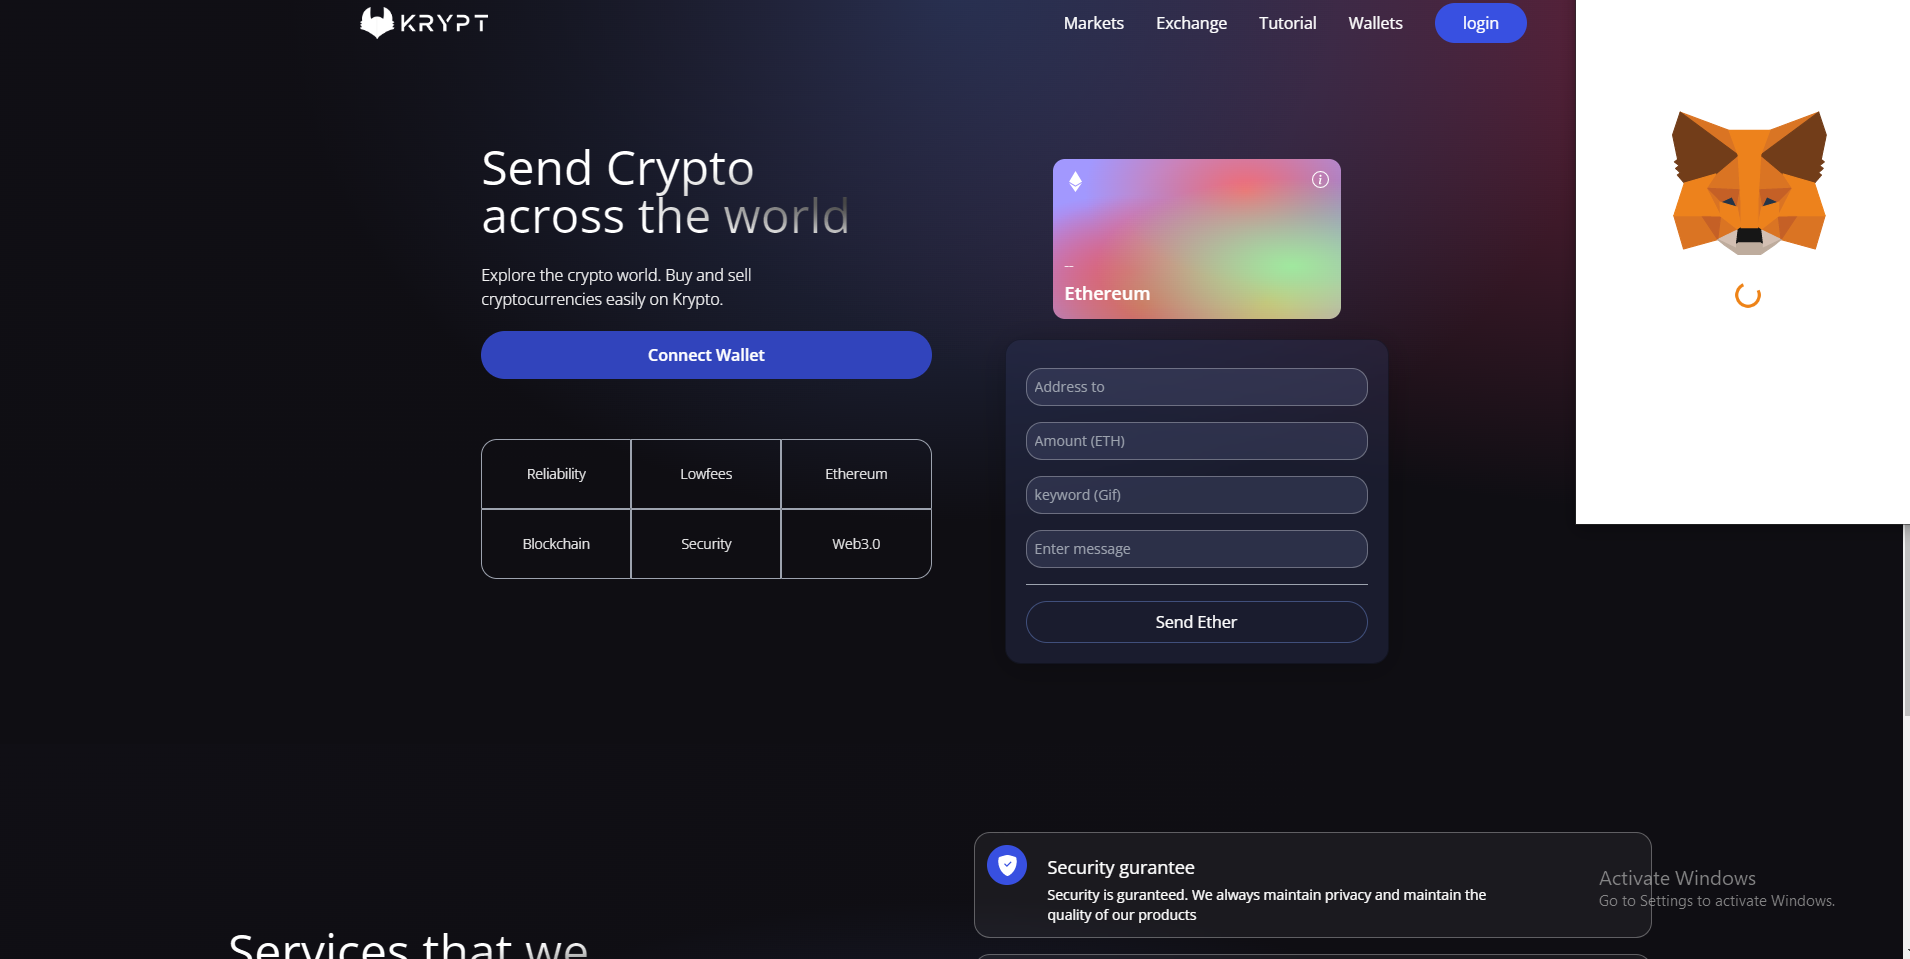 KRYPT
Markets
Exchange
Tutorial
Wallets
login
Send Crypto
across the world
Explore the crypto world. Buy and sell
cryptocurrencies easily on Krypto.
Connect Wallet
Reliability
Lowfees
Ethereum
Blockchain
Security
Web3.0
Ethereum
Address to
Amount (ETH)
keyword (Gif)
Enter message
Send Ether
Services that we
Security gurantee
Security is guranteed. We always maintain privacy and maintain the
quality of our products
Activate Windows
Go to Settings to activate Windows.